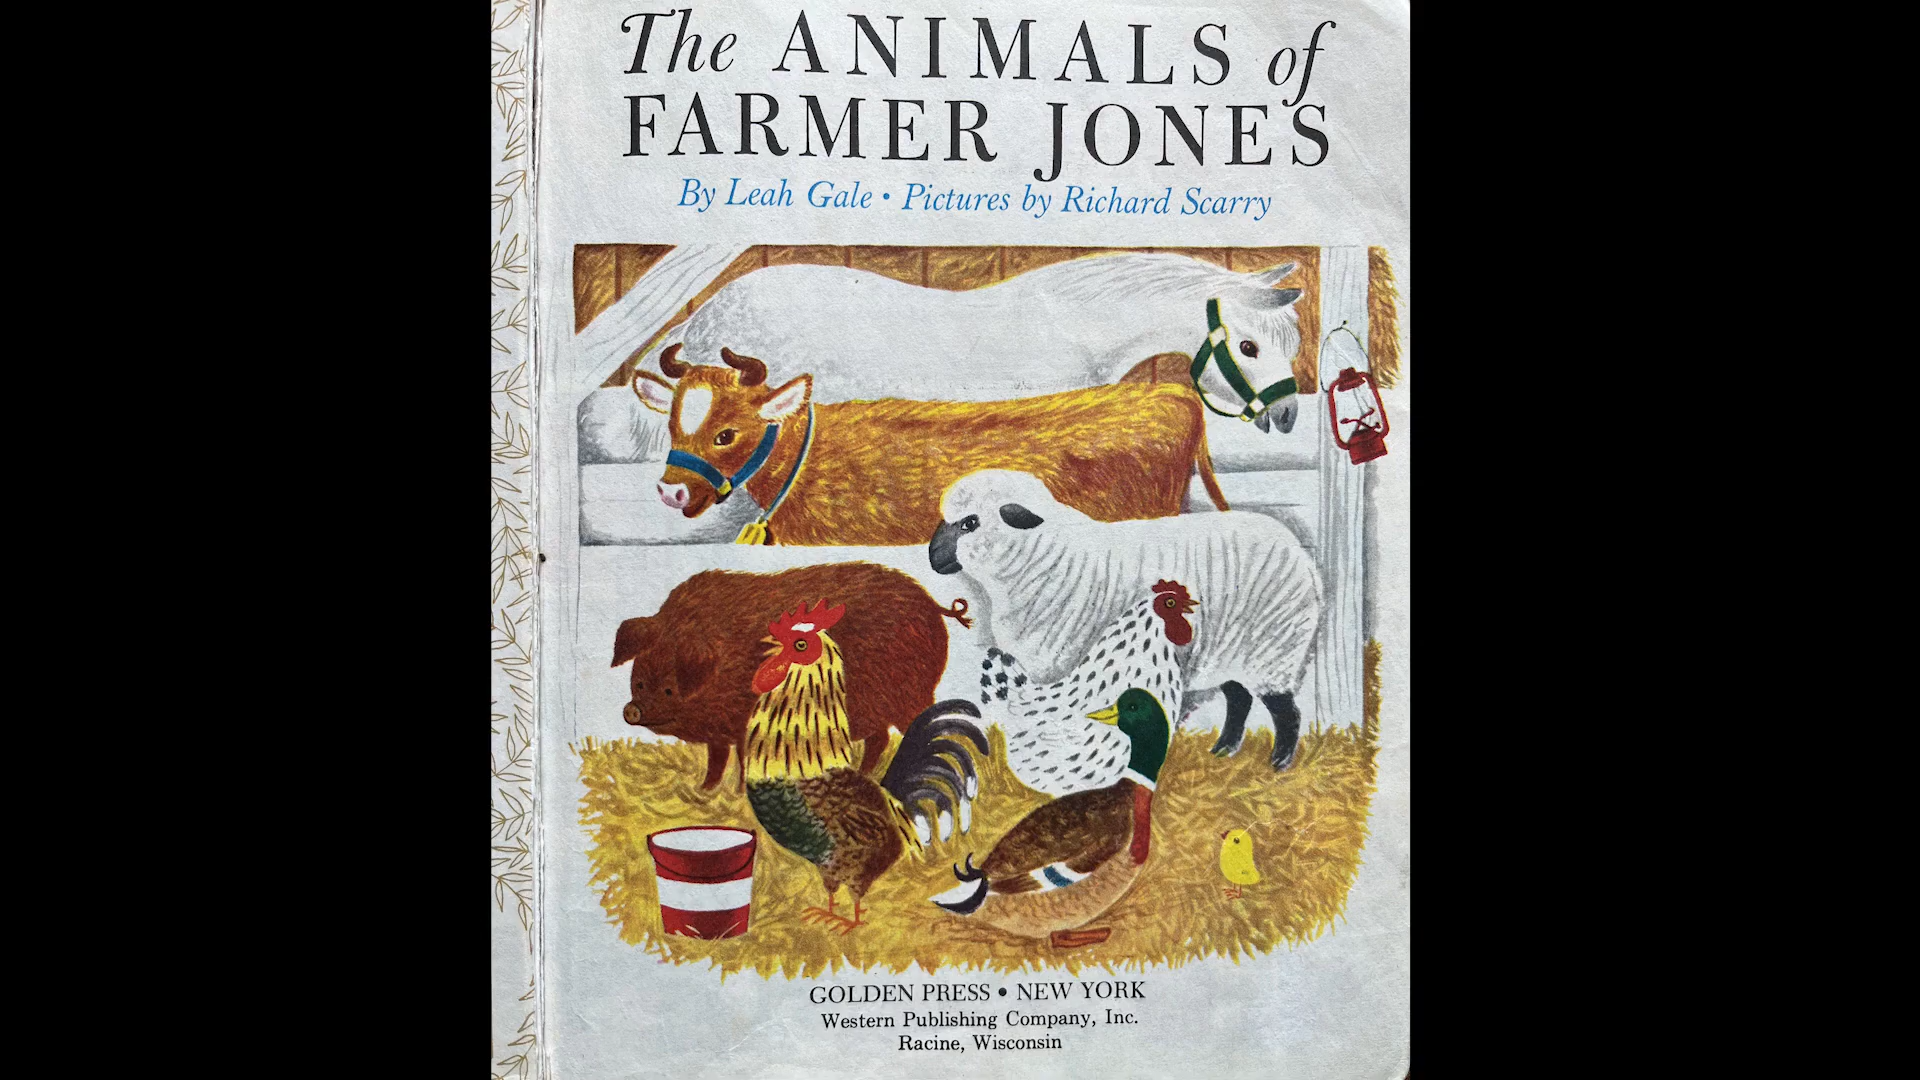 The ANIMALS of
FARMER JONES
By Leah Gale • Pictures by Richard Scarry
GOLDEN PRESS • NEW YORK
Western Publishing Company, Inc.
Racine, Wisconsin